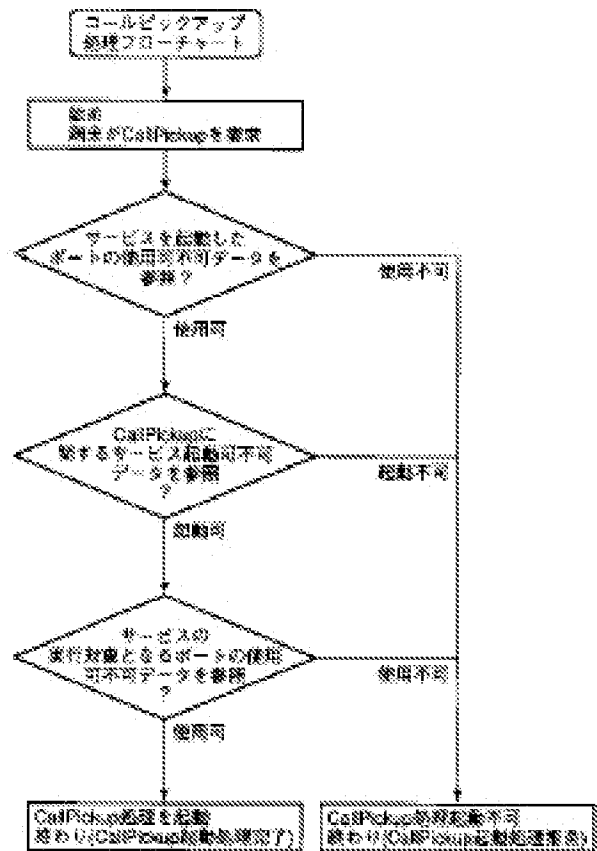 コールピックアップ
処理フローチャート
始め
端末がCallPickupを要求
サービスを起動した
ポートの使用可不可データを
参照?
使用不可
使用可
CallPickupに
関するサービス起動可不可
データを参照
?
起動不可
起動可
サービスの
実行対象となるポートの使用
可不可データを参照
?
使用不可
使用可
CallPickup処理を起動
終わり(CallPickup起動処理完了)
CallPickup処理起動不可
終わり(CallPickup起動処理